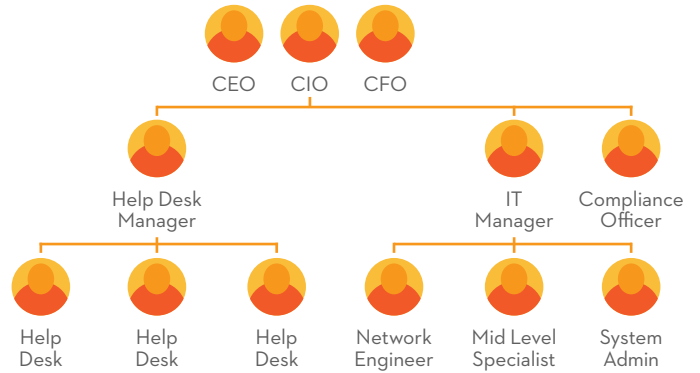 CEO
CIO
CFO
Help Desk
Manager
IT
Manager
Compliance
Officer
Help
Desk
Help
Desk
Help
Desk
Network
Engineer
Mid Level
Specialist
System
Admin